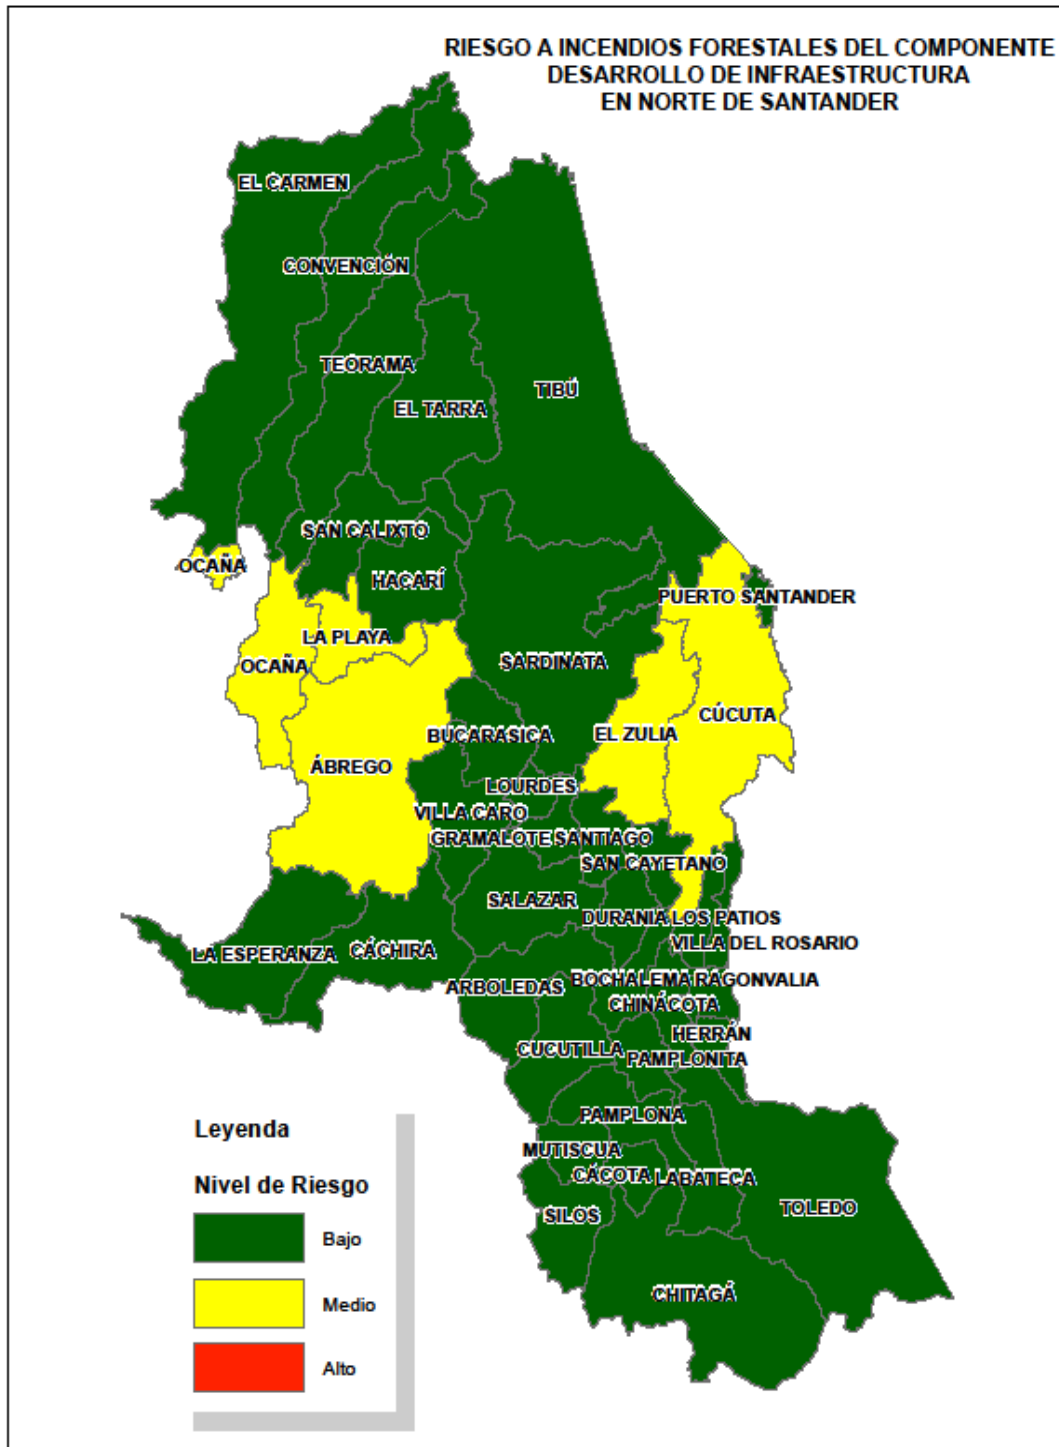 RIESGO A INCENDIOS FORESTALES DEL COMPONENTE
DESARROLLO DE INFRAESTRUCTURA
EN NORTE DE SANTANDER
EL CARMEN
CONVENCIÓN
TEORAMA
TIBÚ
EL TARRA
SAN CALIXTO
OCAÑA
HACARÍ
PUERTO SANTANDER
LA PLAYA
OCAÑA
SARDINATA
CÚCUTA
BUCARASICA
EL ZULIA
ÁBREGO
LOURDES
VILLA CARO
GRAMALOTE SANTIAGO
SAN CAYETANO
SALAZAR
DURANIA LOS PATIOS
VILLA DEL ROSARIO
LA ESPERANZA
CÁCHIRA
ARBOLEDAS
BOCHALEMA RAGONVALIA
CHINÁCOTA
HERRÁN
CUCUTILLA
PAMPLONITA
PAMPLONA
MUTISCUA
CÁCOTA
LABATECA
TOLEDO
SILOS
CHITAGÁ
Leyenda
Nivel de Riesgo
Bajo
Medio
Alto